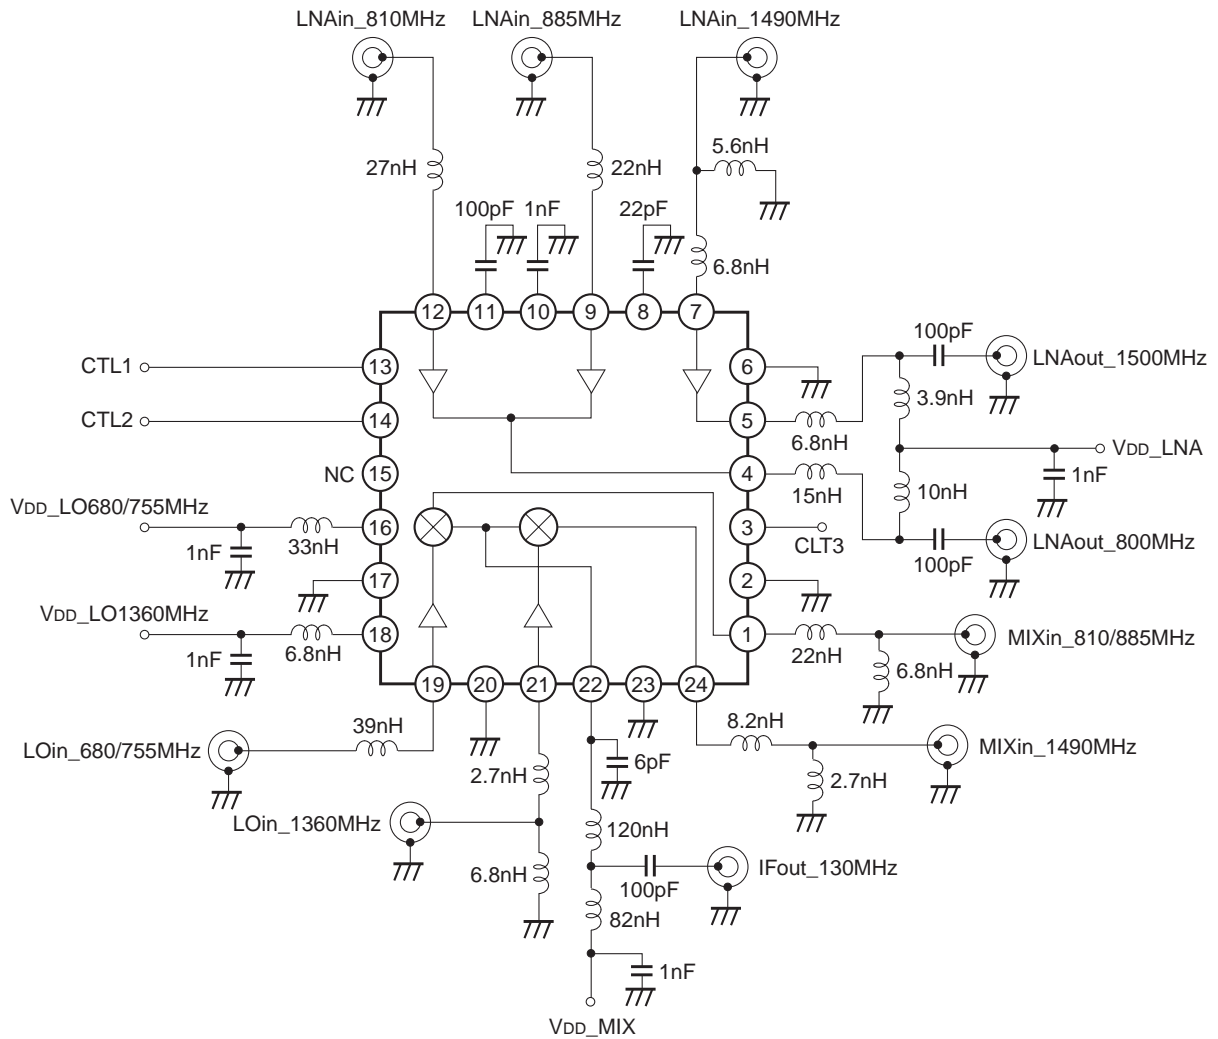 LNAin_810MHz
LNAin_885MHz
LNAin_1490MHz
5.6nH
27nH
22nH
100pF
1nF
22pF
6.8nH
12
11
10
9
8
7
100pF
CTL1
13
6
LNAout_1500MHz
3.9nH
CTL2
14
5
6.8nH
VDD_LNA
NC
15
4
15nH
10nH
1nF
VDD_LO680/755MHz
16
3
1nF
33nH
CLT3
LNAout_800MHz
100pF
17
2
VDD_LO1360MHz
18
1
MIXin_810/885MHz
1nF
6.8nH
22nH
6.8nH
19
20
21
22
23
24
39nH
8.2nH
LOin_680/755MHz
MIXin_1490MHz
2.7nH
6pF
2.7nH
LOin_1360MHz
120nH
6.8nH
100pF
IFout_130MHz
82nH
1nF
VDD_MIX